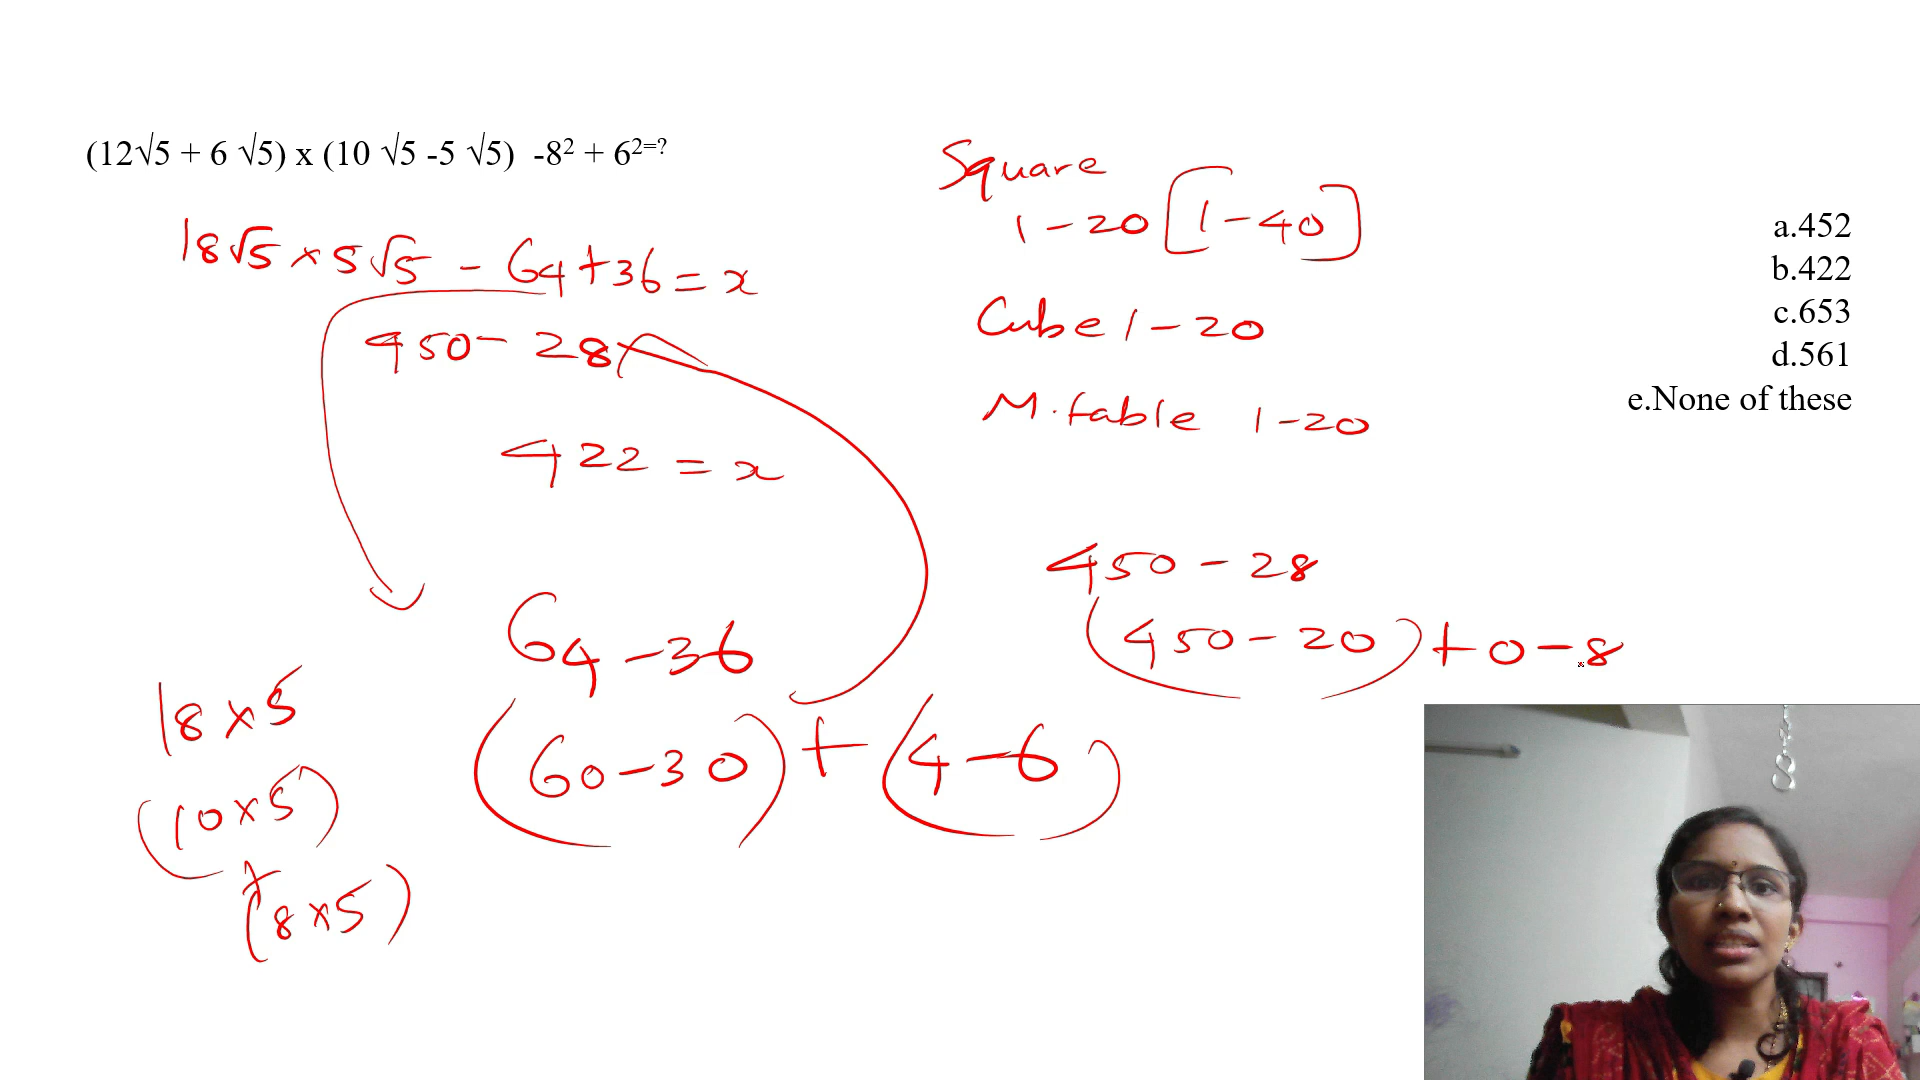 (12√5 + 6 √5) x (10 √5 -5 √5)  -8² + 6²⁼?
18√5 × 5√5 - 64+36 = x
450 - 28
422 = x
64 - 36
(60 - 30) + (4 - 6)
18 x 5
(10 x 5)
+
(8 x 5)
Square
1 - 20 [1 - 40]
Cube 1 - 20
M.table 1 - 20
450 - 28
(450 - 20) + 0 - 8
a.452
b.422
c.653
d.561
e.None of these